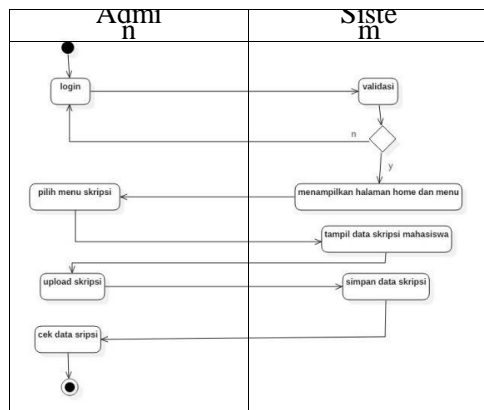 Admi
n
Siste
m
login
validasi
n
y
pilih menu skripsi
menampilkan halaman home dan menu
tampil data skripsi mahasiswa
upload skripsi
simpan data skripsi
cek data sripsi